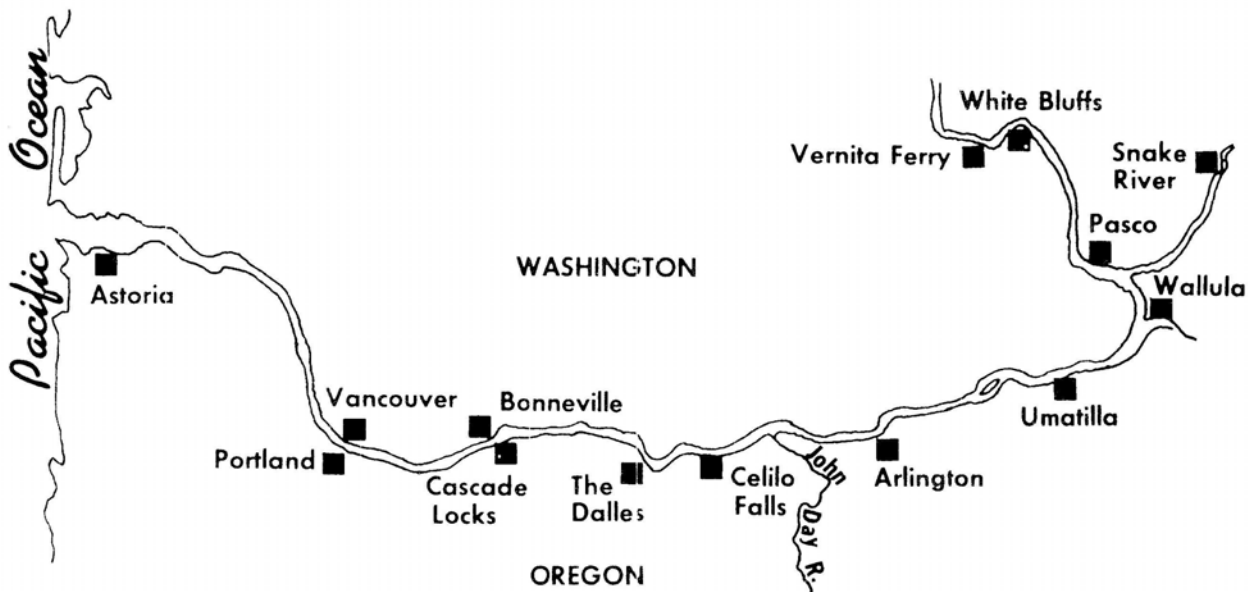 Pacific Ocean
White Bluffs
Vernita Ferry
Snake
River
Pasco
WASHINGTON
Wallula
Astoria
Vancouver
Bonneville
Umatilla
Portland
Cascade
Locks
The
Dalles
Celilo
Falls
John
Day R.
Arlington
OREGON